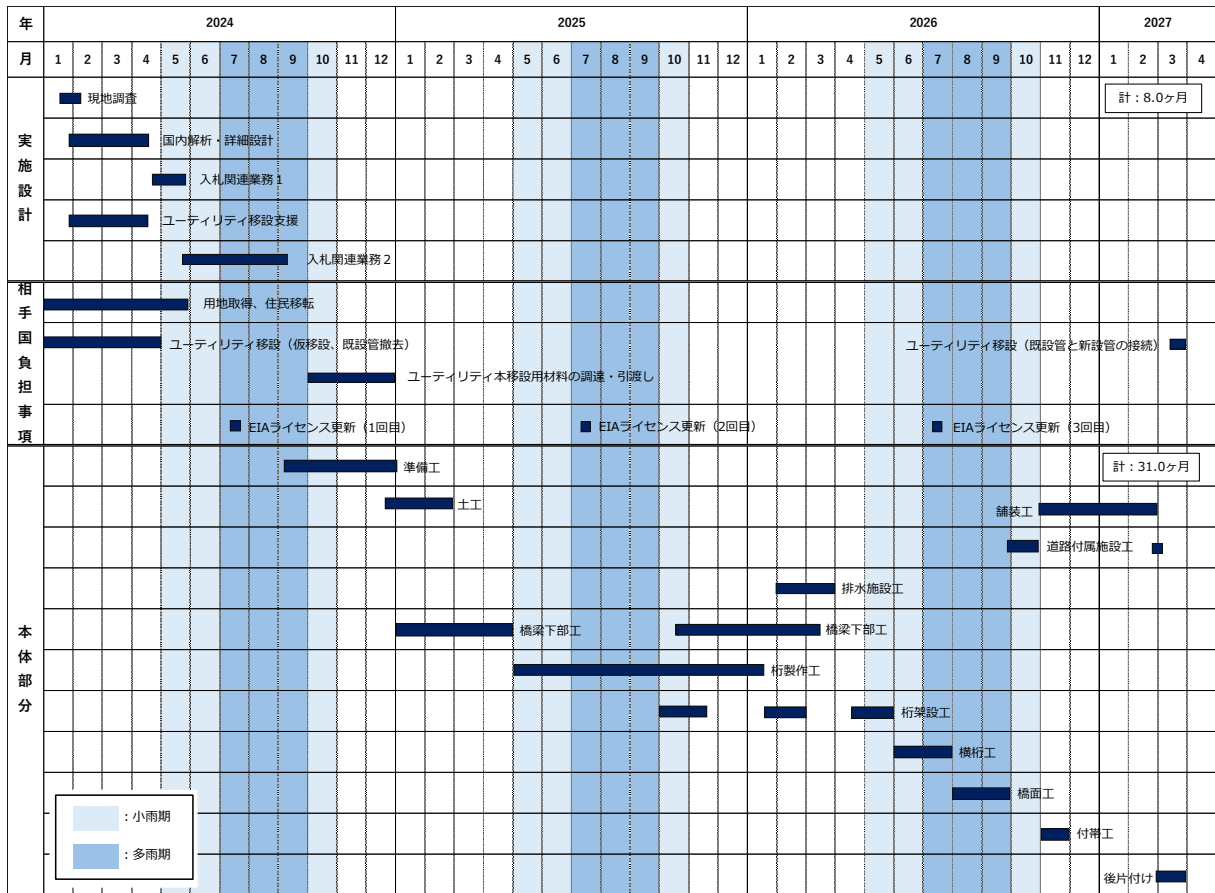 年 2024 2025 2026 2027
月 1 2 3 4 5 6 7 8 9 10 11 12 1 2 3 4 5 6 7 8 9 10 11 12 1 2 3 4 5 6 7 8 9 10 11 12 1 2 3 4
実施設計
現地調査
計：8.0ヶ月
国内解析・詳細設計
入札関連業務１
ユーティリティ移設支援
入札関連業務２
相手国負担事項
用地取得、住民移転
ユーティリティ移設（仮移設、既設管撤去）
ユーティリティ移設（既設管と新設管の接続）
ユーティリティ本移設用材料の調達・引渡し
EIAライセンス更新（1回目）
EIAライセンス更新（2回目）
EIAライセンス更新（3回目）
本体部分
準備工
計：31.0ヶ月
土工
舗装工
道路付属施設工
排水施設工
橋梁下部工
橋梁下部工
桁製作工
桁架設工
横桁工
橋面工
付帯工
後片付け
：小雨期
：多雨期